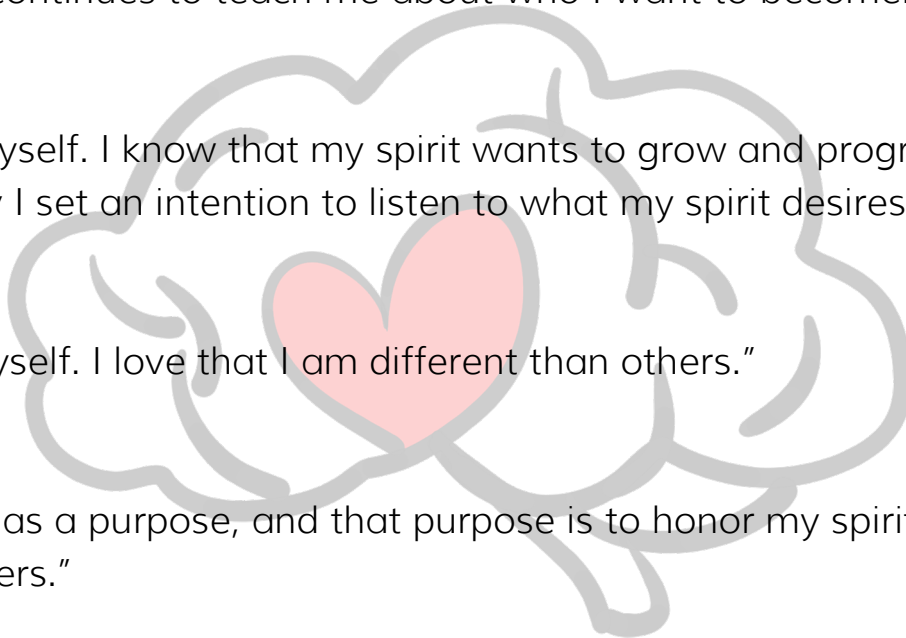 continues to teach me about who I want to become.
yself. I know that my spirit wants to grow and progr
I set an intention to listen to what my spirit desires
yself. I love that I am different than others.”
as a purpose, and that purpose is to honor my spirit
ers.”